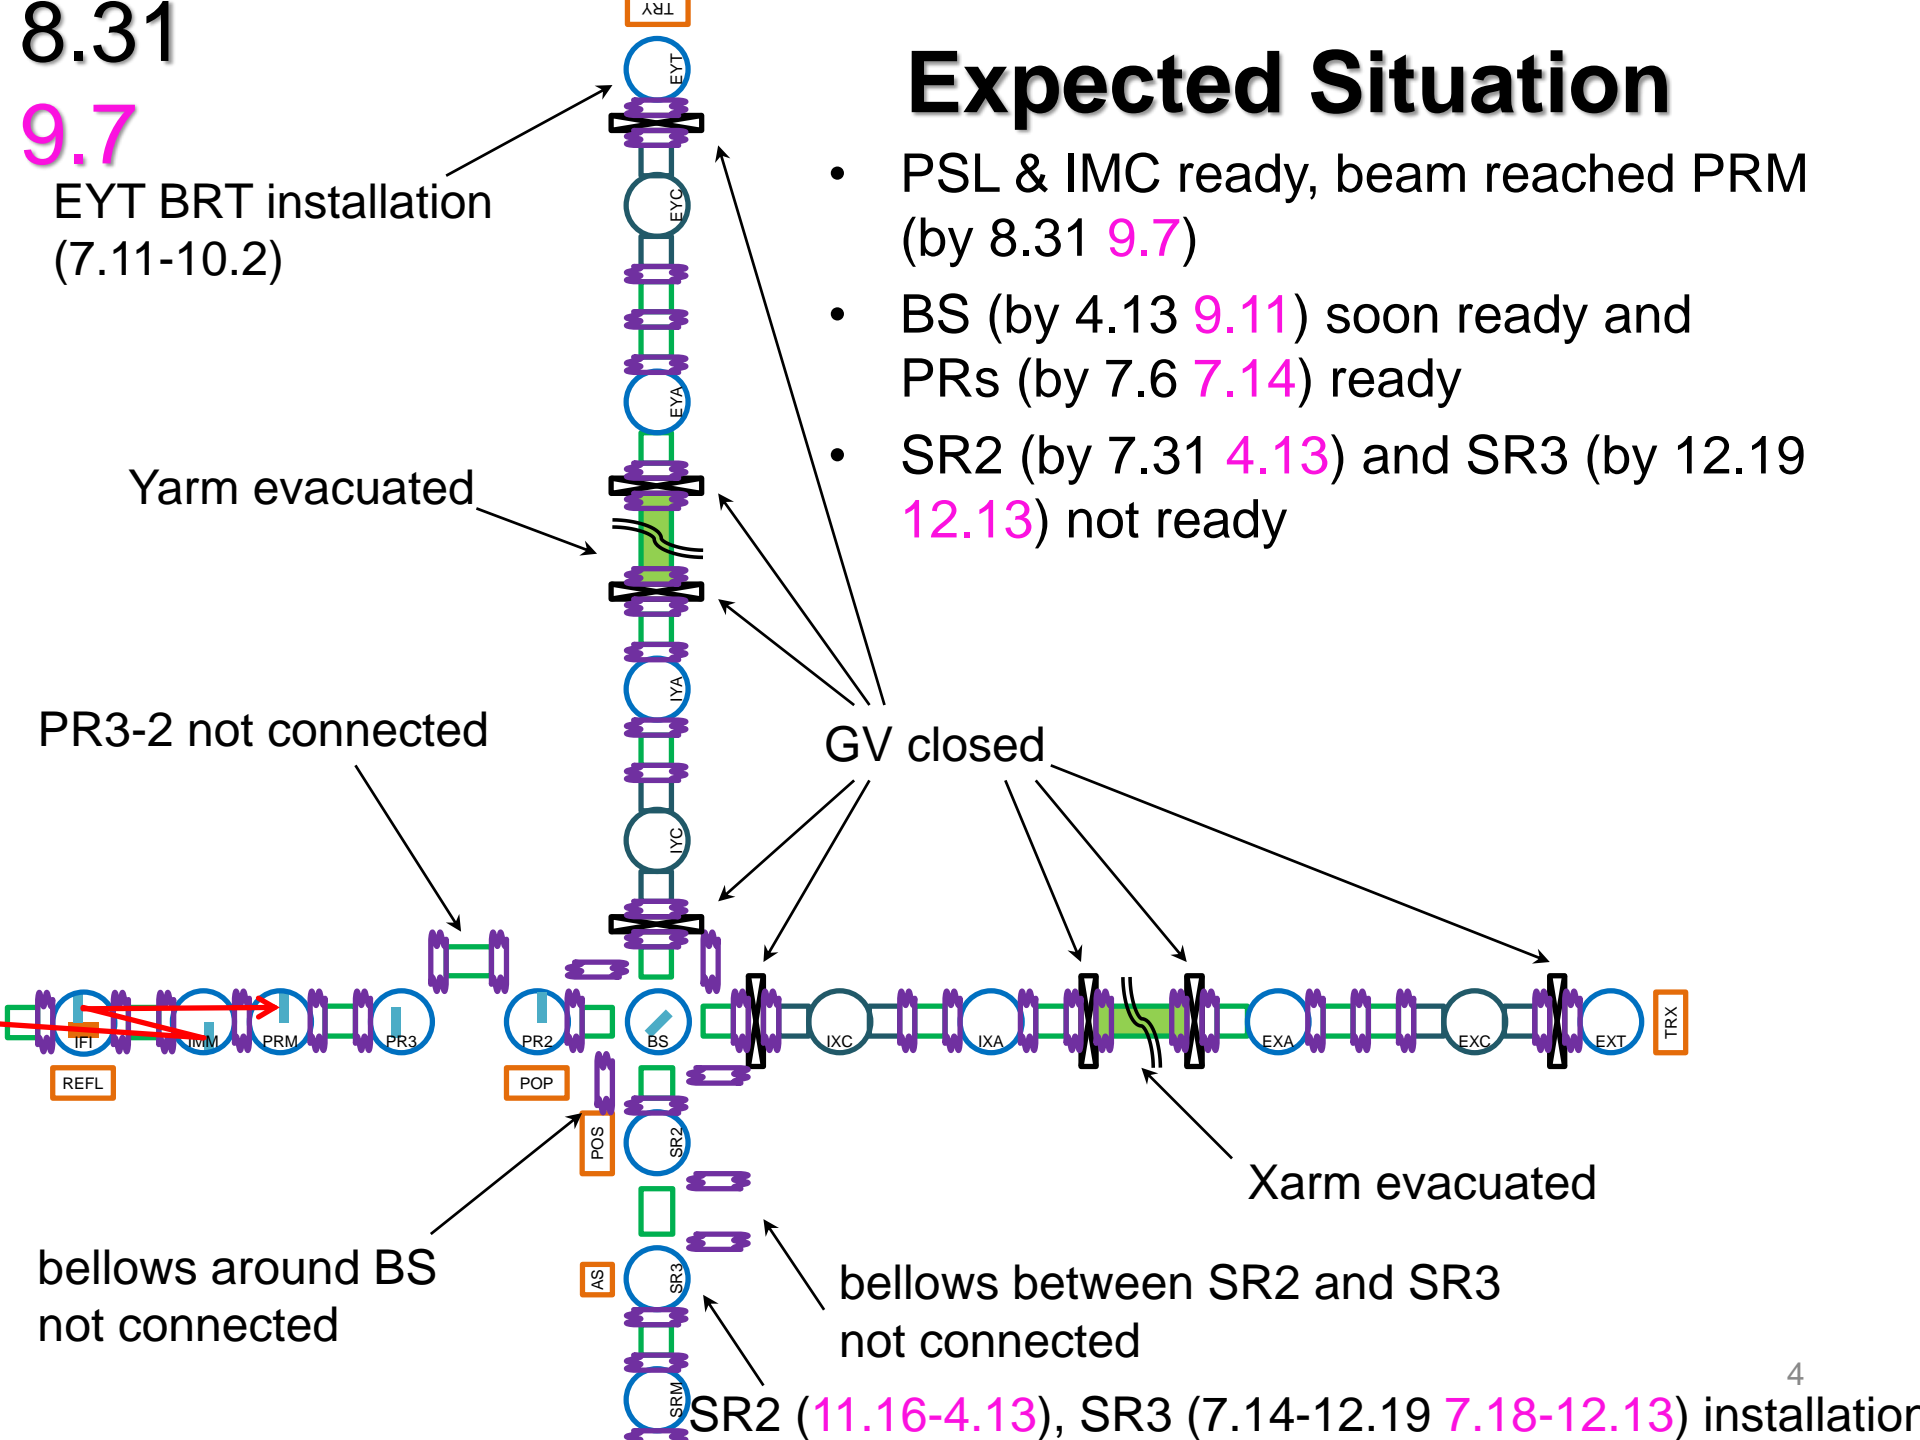 8.31
9.7
TRY
Expected Situation
• PSL & IMC ready, beam reached PRM
(by 8.31 9.7)
• BS (by 4.13 9.11) soon ready and
PRs (by 7.6 7.14) ready
• SR2 (by 7.31 4.13) and SR3 (by 12.19
12.13) not ready
EYT BRT installation
(7.11-10.2)
EYT
EYC
EYA
Yarm evacuated
IYA
PR3-2 not connected
GV closed
IYC
IFI
IMM
PRM
PR3
PR2
BS
IXC
IXA
EXA
EXC
EXT
TRX
REFL
POP
POS
SR2
Xarm evacuated
bellows around BS
not connected
AS
SR3
bellows between SR2 and SR3
not connected
SRM
4
SR2 (11.16-4.13), SR3 (7.14-12.19 7.18-12.13) installation